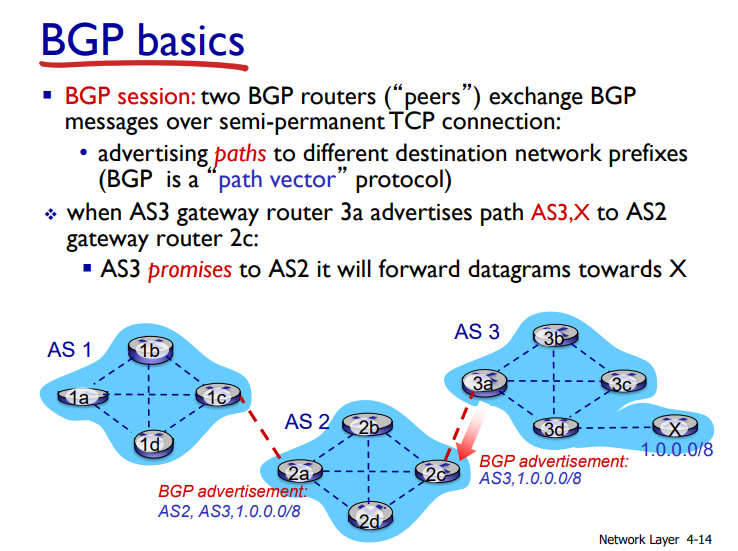 BGP basics
▪ BGP session: two BGP routers (“peers”) exchange BGP
messages over semi-permanent TCP connection:
• advertising paths to different destination network prefixes
(BGP is a “path vector” protocol)
❖ when AS3 gateway router 3a advertises path AS3,X to AS2
gateway router 2c:
▪ AS3 promises to AS2 it will forward datagrams towards X
AS 1
1b
1a
1c
1d
AS 2
2b
2a
2c
2d
AS 3
3b
3a
3c
3d
X
1.0.0.0/8
BGP advertisement:
AS3,1.0.0.0/8
BGP advertisement:
AS2, AS3,1.0.0.0/8
Network Layer 4-14